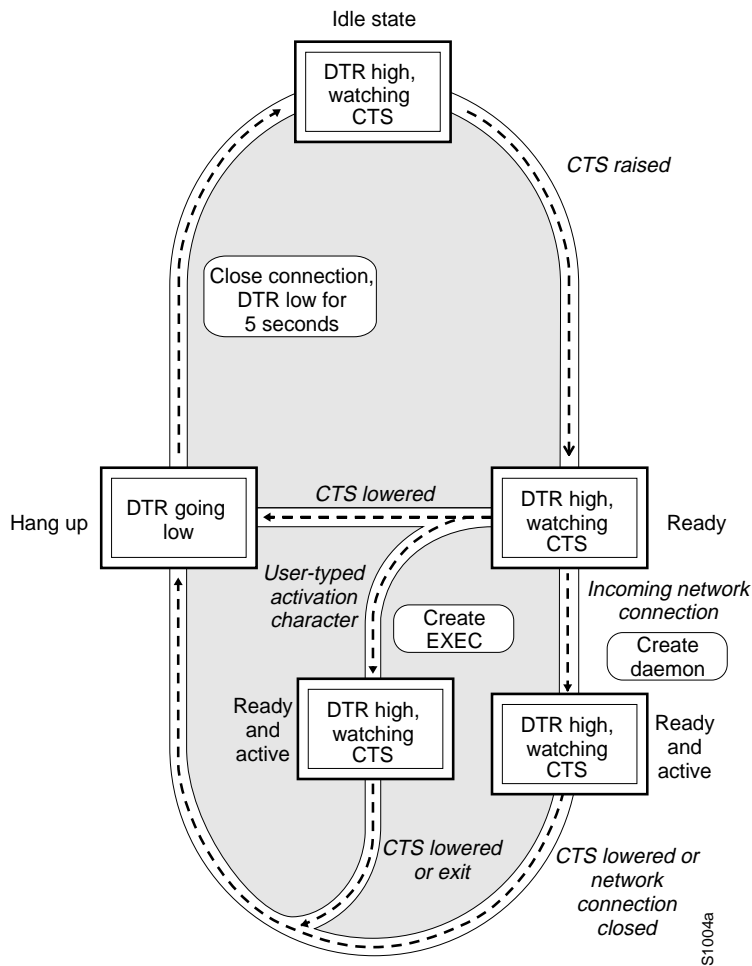 Idle state
DTR high,
watching
CTS
CTS raised
Close connection,
DTR low for
5 seconds
Hang up
DTR going
low
CTS lowered
DTR high,
watching
CTS
Ready
User-typed
activation
character
Create
EXEC
Incoming network
connection
Create
daemon
Ready
and
active
DTR high,
watching
CTS
DTR high,
watching
CTS
Ready
and
active
CTS lowered
or exit
CTS lowered or
network
connection
closed
S1004a